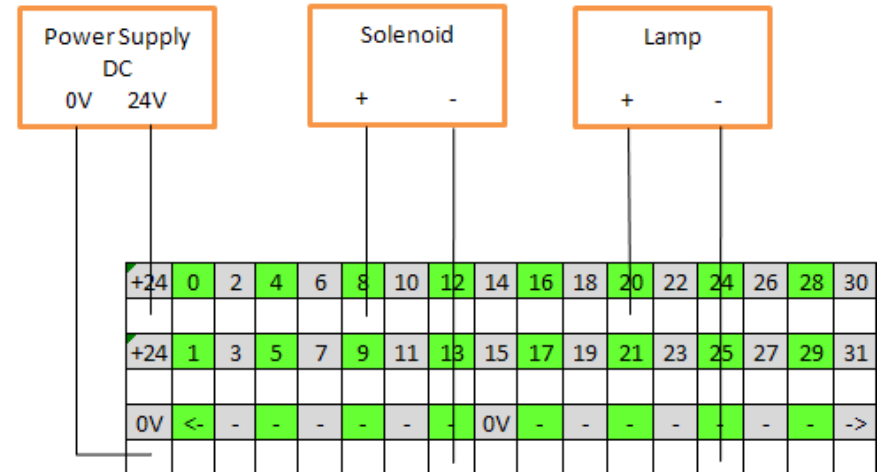 Power Supply
DC
0V 24V
Solenoid
+ -
Lamp
+ -
+24 0 2 4 6 8 10 12 14 16 18 20 22 24 26 28 30
+24 1 3 5 7 9 11 13 15 17 19 21 23 25 27 29 31
0V <- - - - - - - 0V - - - - - - - ->